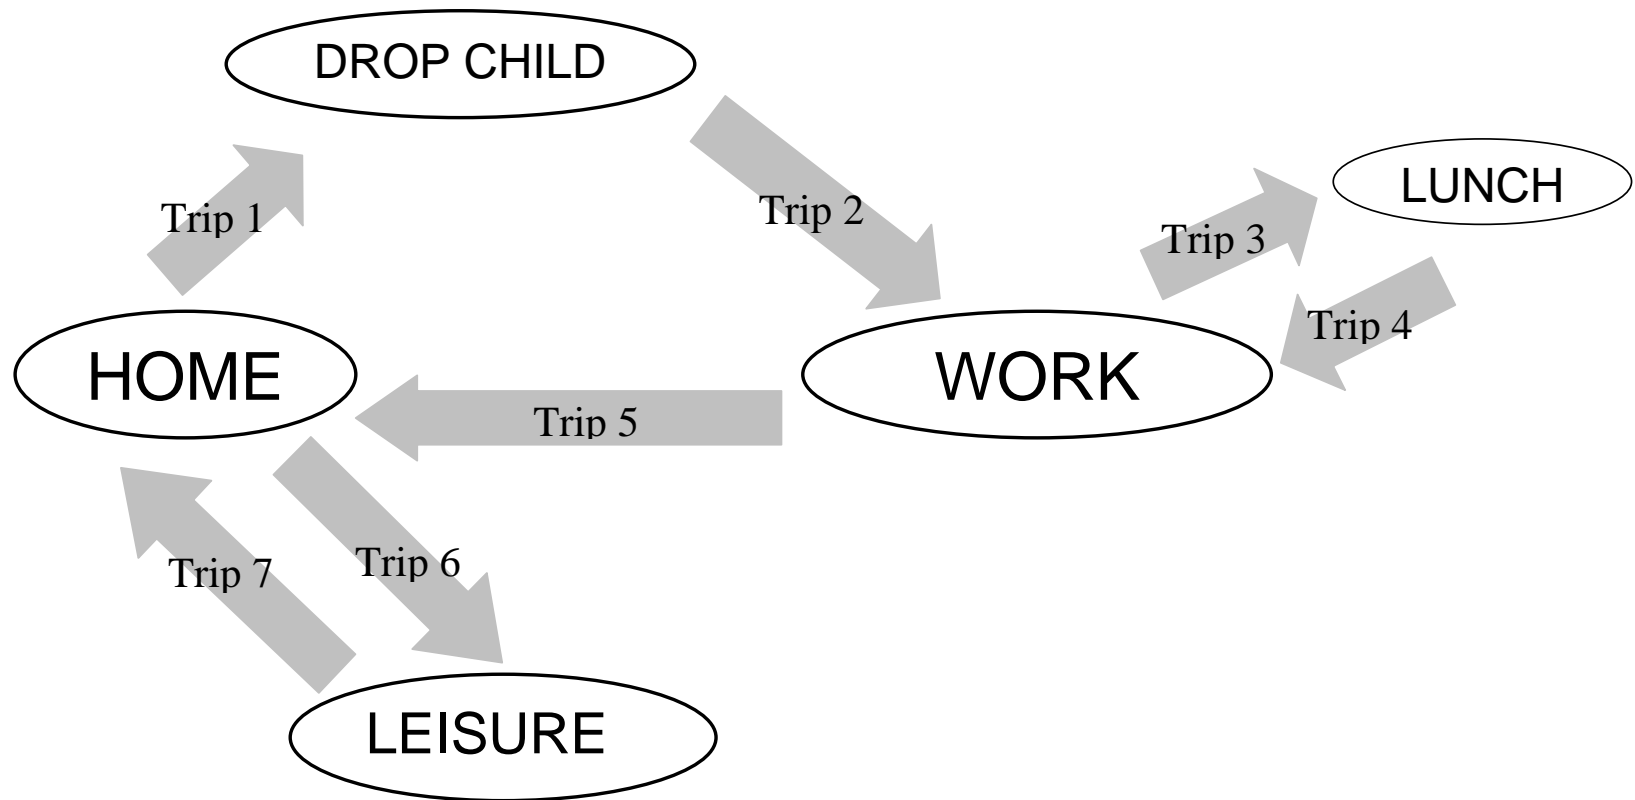 DROP CHILD
LUNCH
Trip 1
Trip 2
Trip 3
Trip 4
HOME
WORK
Trip 5
Trip 7
Trip 6
LEISURE